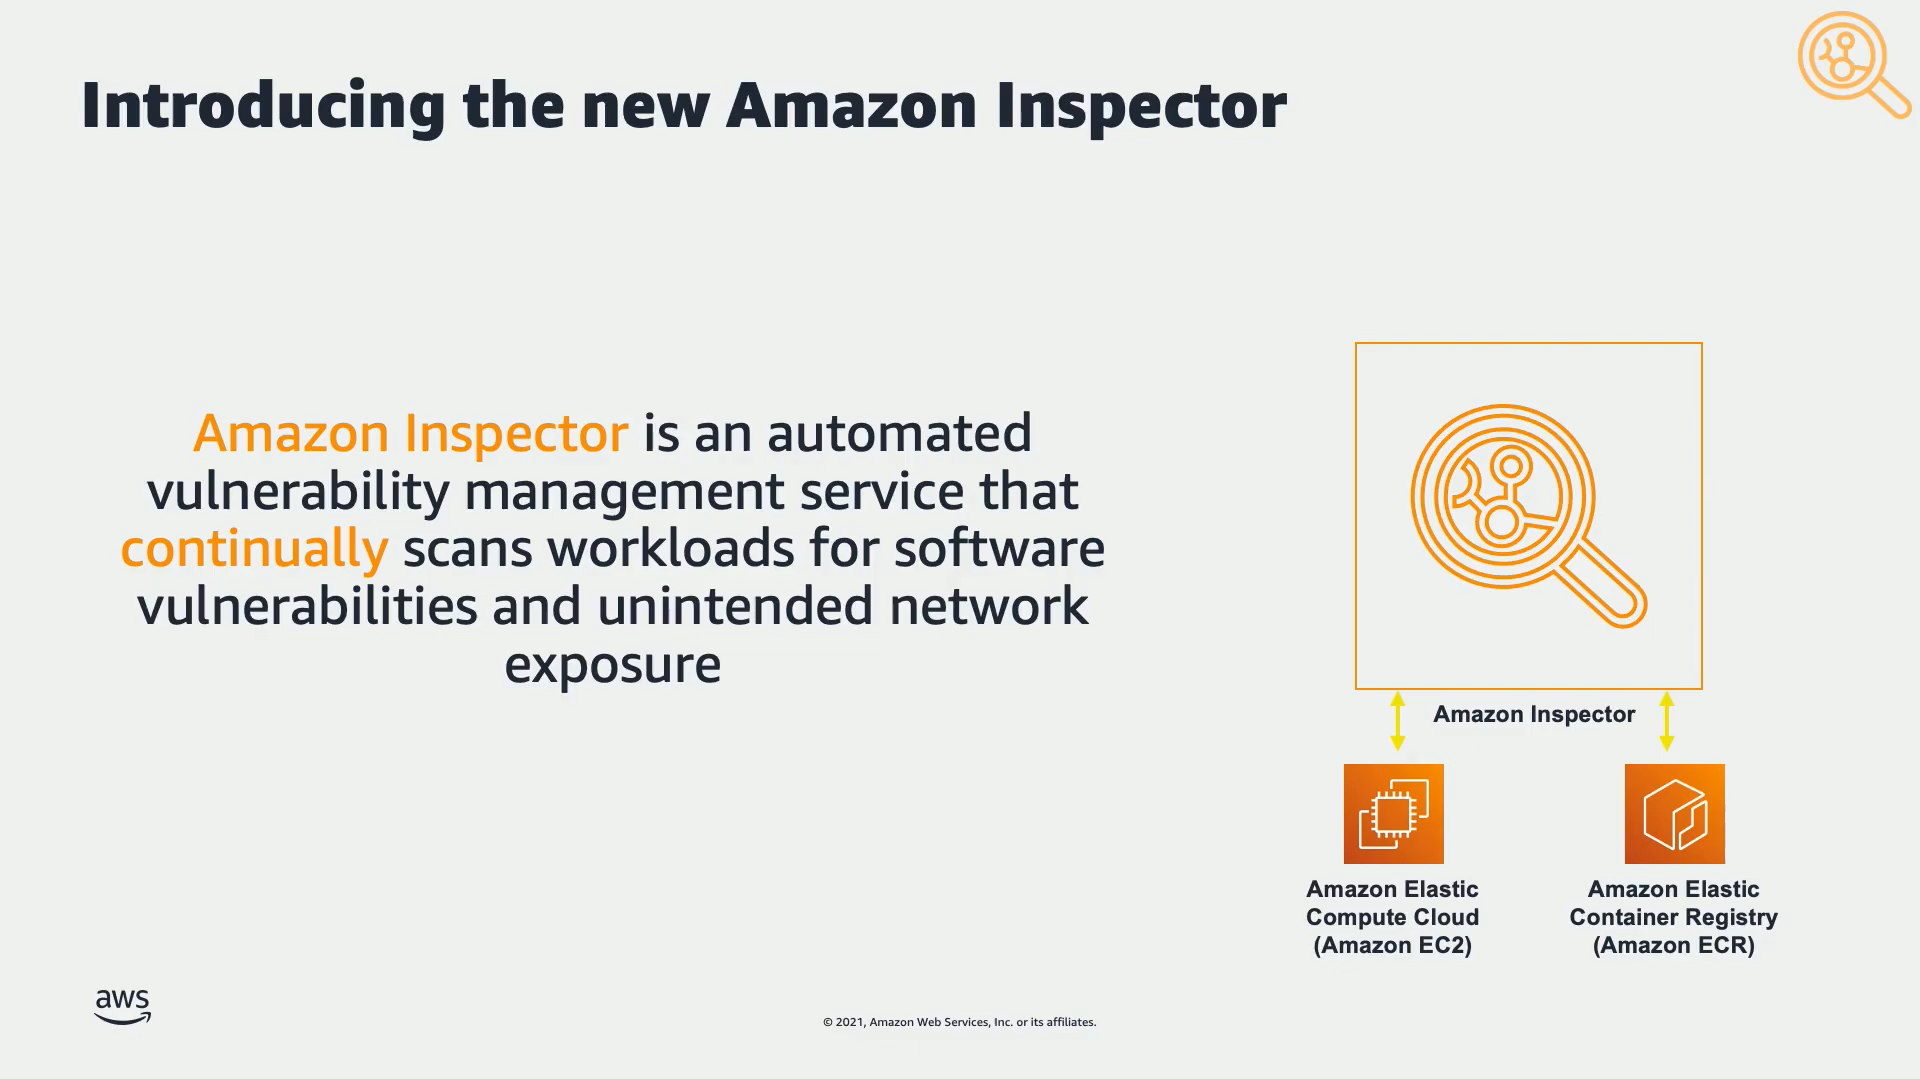 Introducing the new Amazon Inspector
Amazon Inspector is an automated
vulnerability management service that
continually scans workloads for software
vulnerabilities and unintended network
exposure
Amazon Inspector
Amazon Elastic
Compute Cloud
(Amazon EC2)
Amazon Elastic
Container Registry
(Amazon ECR)
aws
© 2021, Amazon Web Services, Inc. or its affiliates.